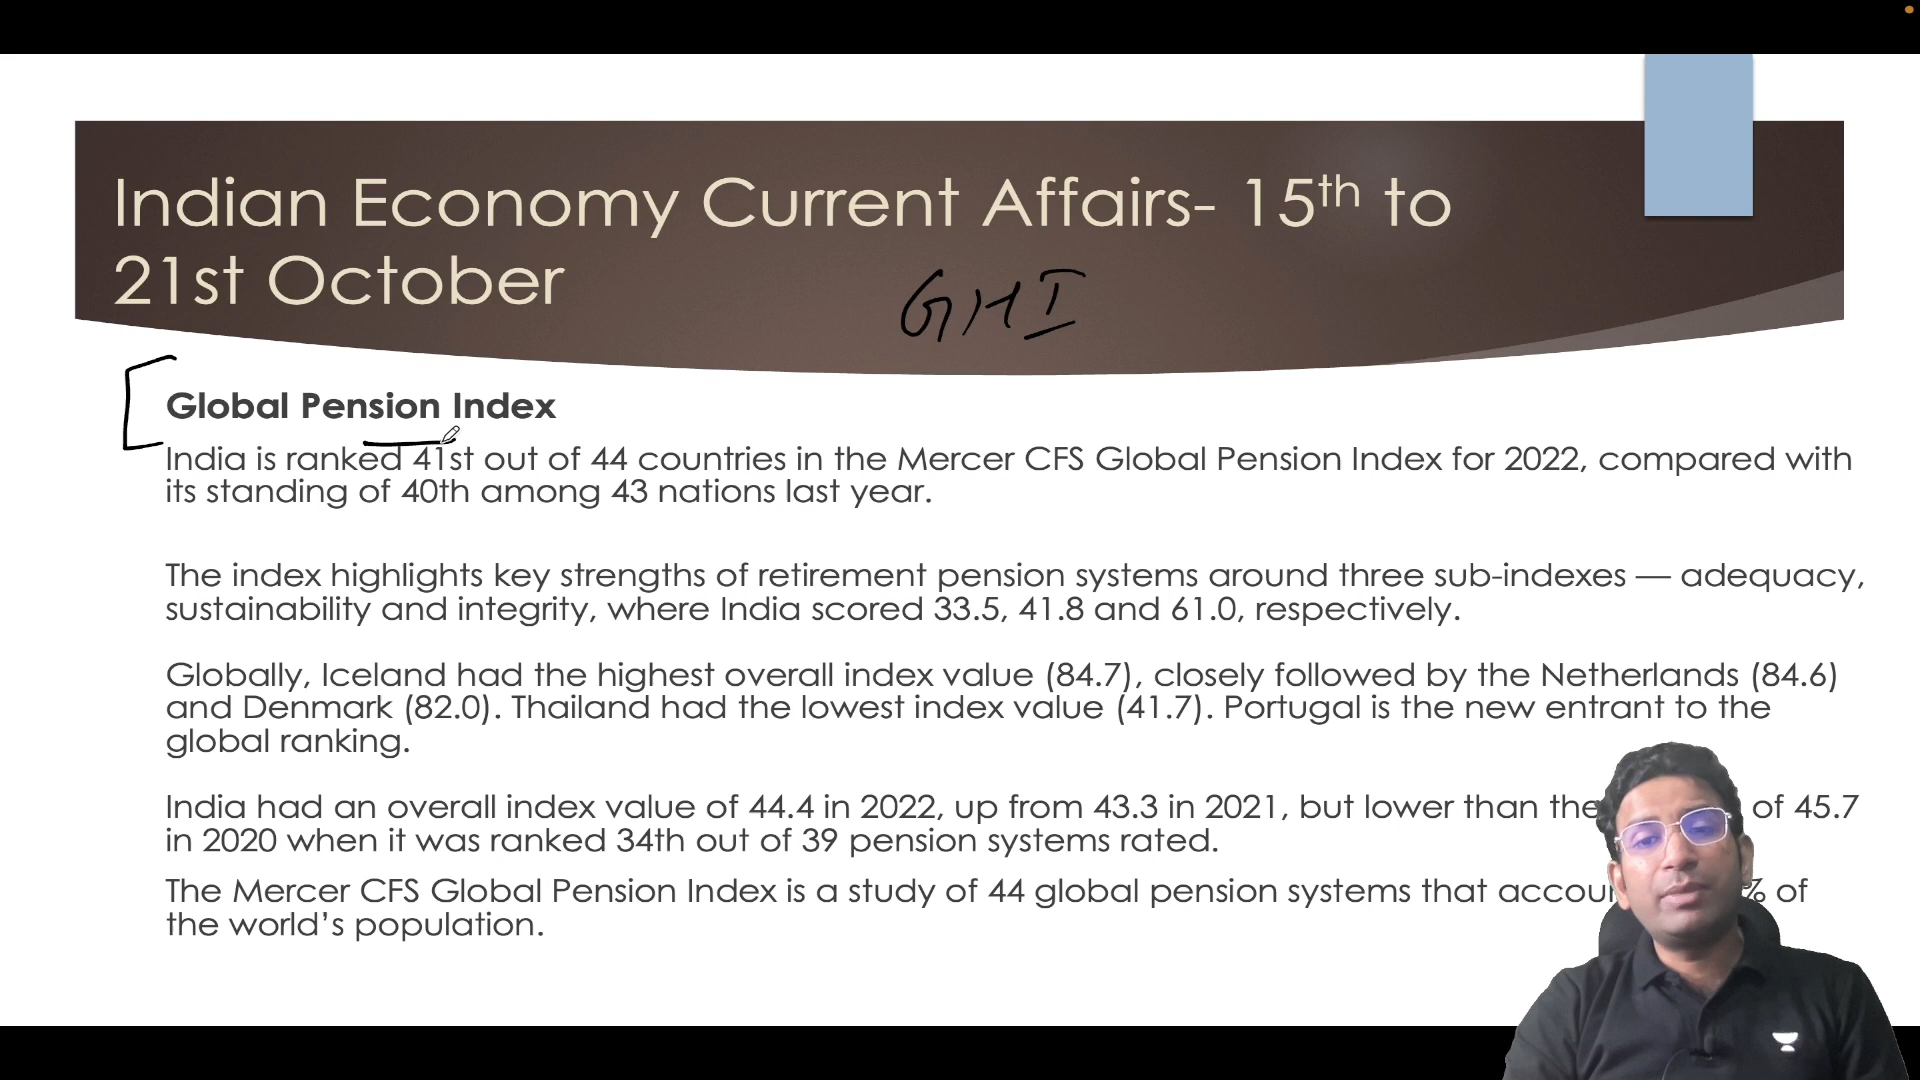 Indian Economy Current Affairs- 15th to
21st October
GHI
Global Pension Index
India is ranked 41st out of 44 countries in the Mercer CFS Global Pension Index for 2022, compared with
its standing of 40th among 43 nations last year.
The index highlights key strengths of retirement pension systems around three sub-indexes — adequacy,
sustainability and integrity, where India scored 33.5, 41.8 and 61.0, respectively.
Globally, Iceland had the highest overall index value (84.7), closely followed by the Netherlands (84.6)
and Denmark (82.0). Thailand had the lowest index value (41.7). Portugal is the new entrant to the
global ranking.
India had an overall index value of 44.4 in 2022, up from 43.3 in 2021, but lower than the of 45.7
in 2020 when it was ranked 34th out of 39 pension systems rated.
The Mercer CFS Global Pension Index is a study of 44 global pension systems that % of
the world’s population.